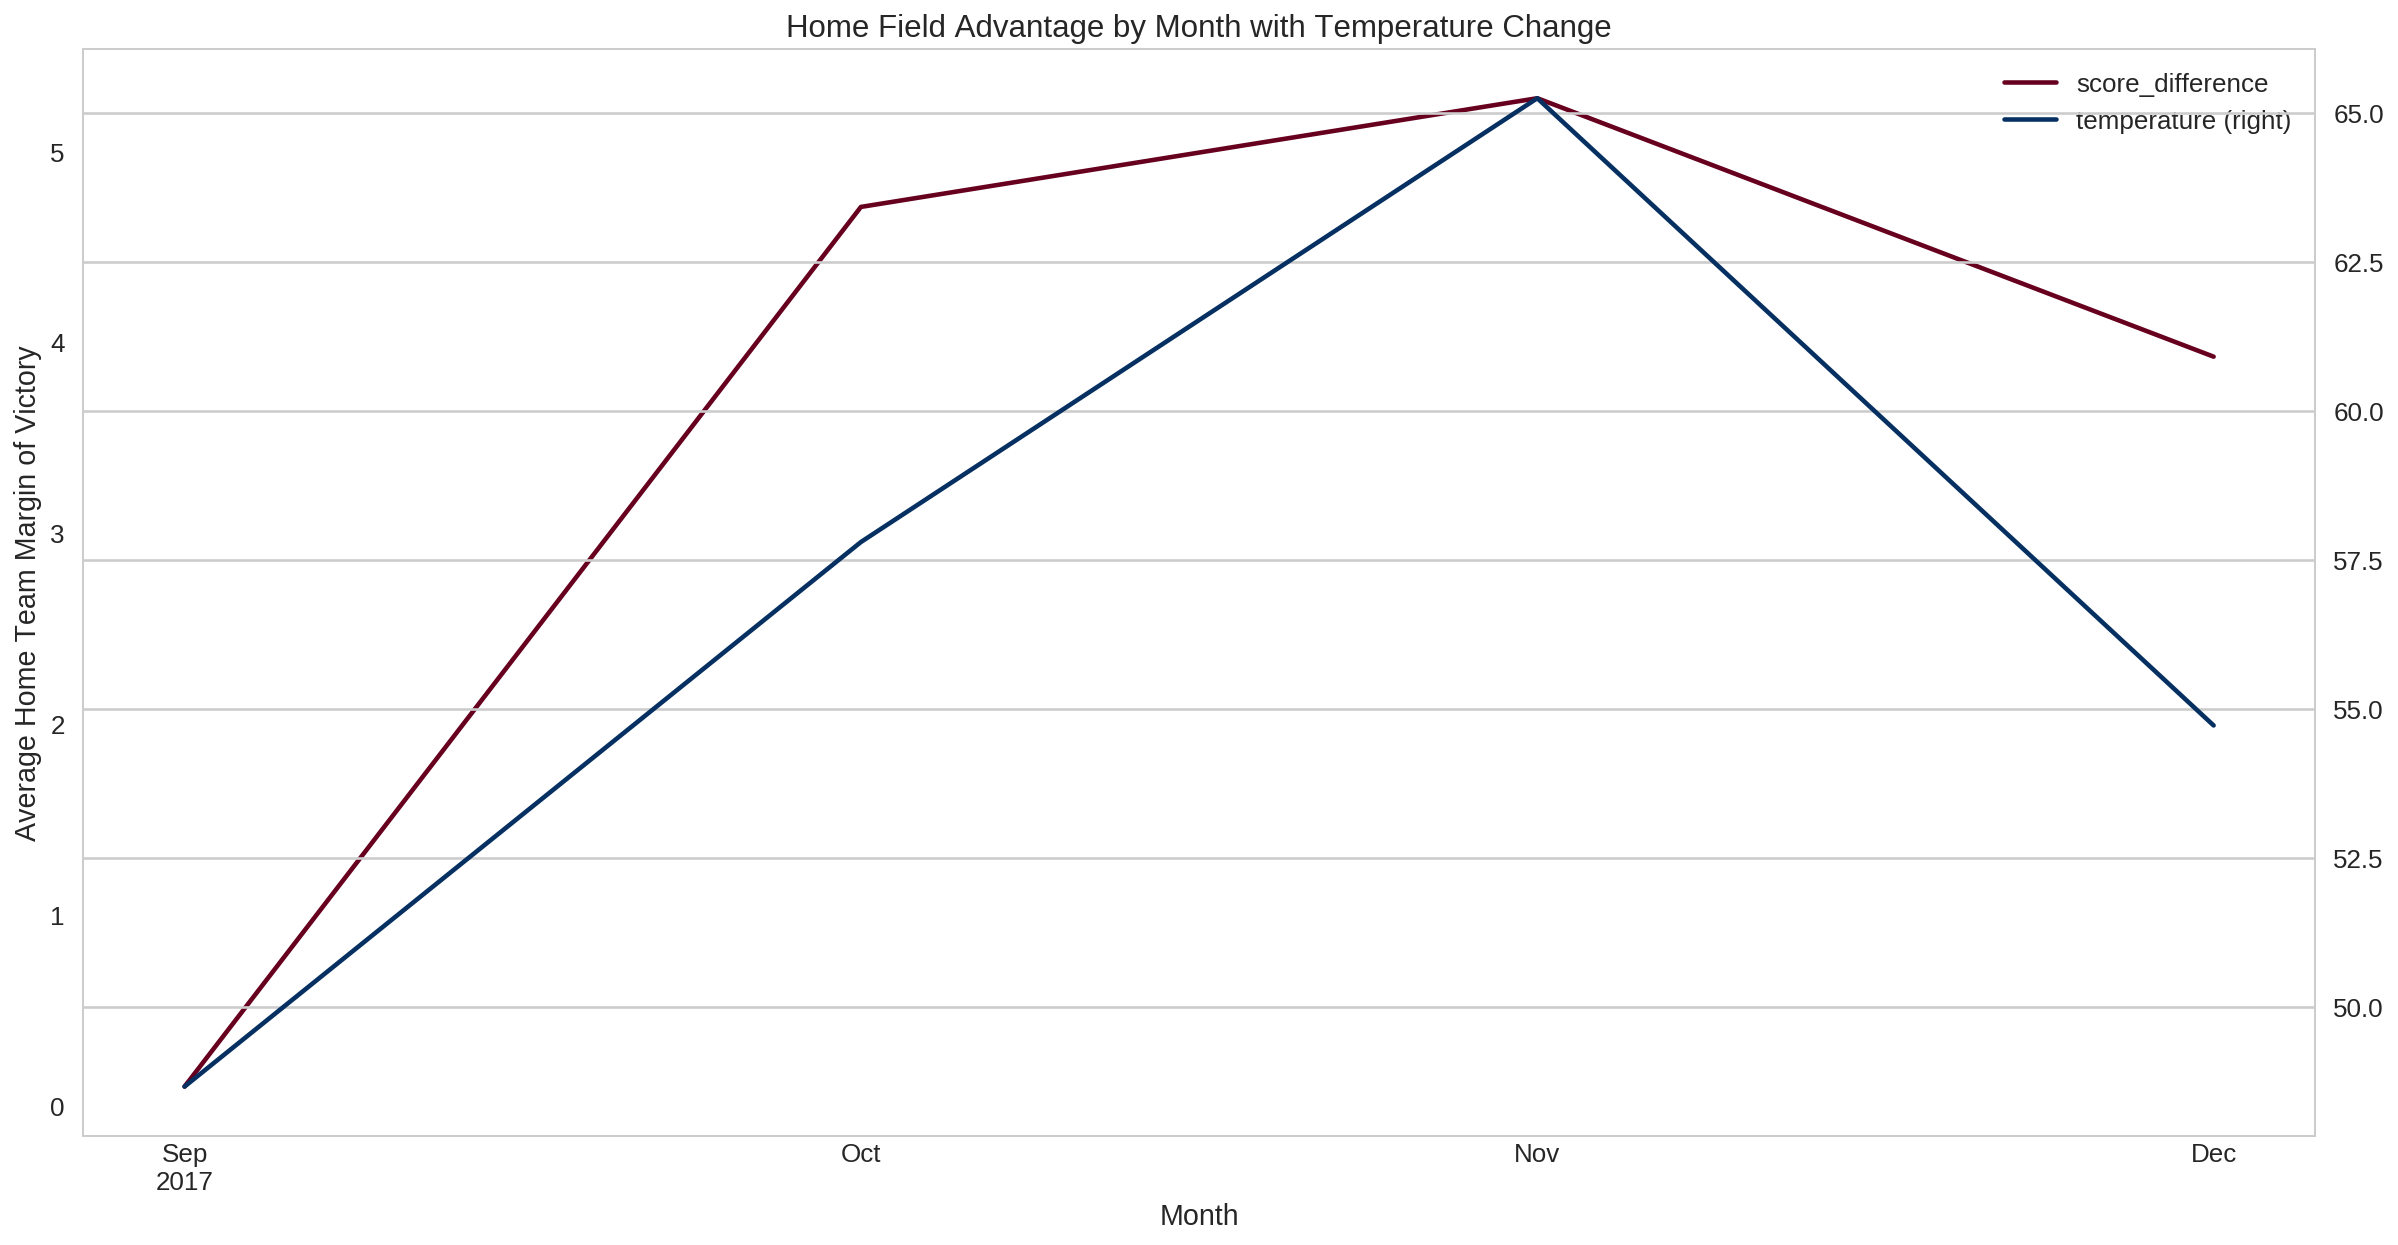 Home Field Advantage by Month with Temperature Change
score_difference
temperature (right)
Average Home Team Margin of Victory
5
4
3
2
1
0
65.0
62.5
60.0
57.5
55.0
52.5
50.0
Sep
2017
Oct
Nov
Dec
Month